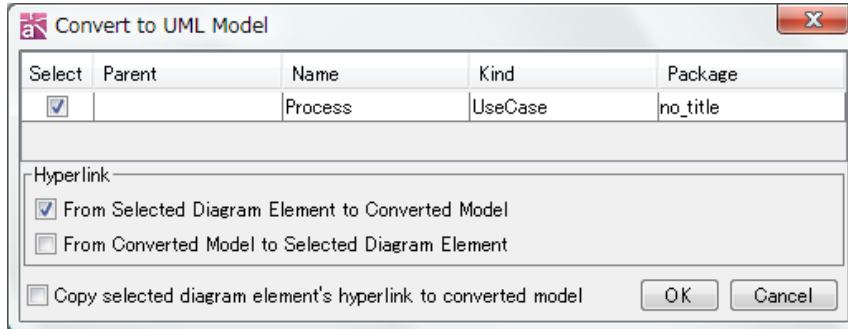 Convert to UML Model
Select Parent Name Kind Package
Process UseCase no_title
Hyperlink
From Selected Diagram Element to Converted Model
From Converted Model to Selected Diagram Element
Copy selected diagram element's hyperlink to converted model OK Cancel